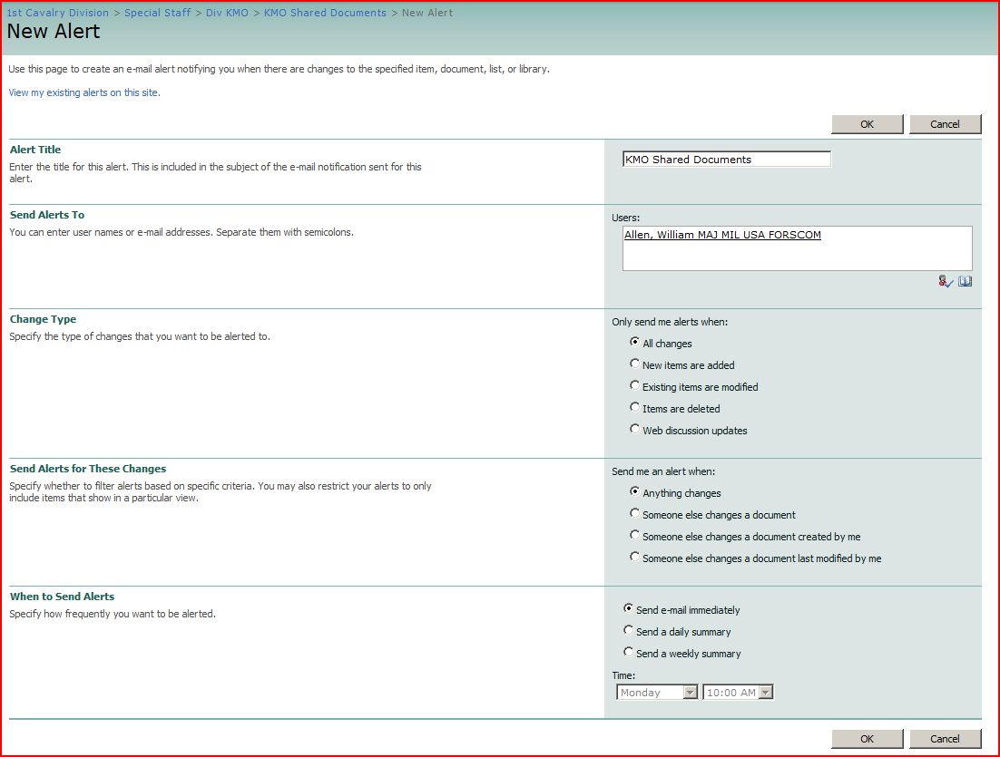 1st Cavalry Division > Special Staff > Div KMO > KMO Shared Documents > New Alert
New Alert
Use this page to create an e-mail alert notifying you when there are changes to the specified item, document, list, or library.
View my existing alerts on this site.
OK Cancel
Alert Title
Enter the title for this alert. This is included in the subject of the e-mail notification sent for this
alert.
KMO Shared Documents
Send Alerts To
You can enter user names or e-mail addresses. Separate them with semicolons.
Users:
Allen, William MAJ MIL USA FORSCOM
Change Type
Specify the type of changes that you want to be alerted to.
Only send me alerts when:
All changes
New items are added
Existing items are modified
Items are deleted
Web discussion updates
Send Alerts for These Changes
Specify whether to filter alerts based on specific criteria. You may also restrict your alerts to only
include items that show in a particular view.
Send me an alert when:
Anything changes
Someone else changes a document
Someone else changes a document created by me
Someone else changes a document last modified by me
When to Send Alerts
Specify how frequently you want to be alerted.
Send e-mail immediately
Send a daily summary
Send a weekly summary
Time:
Monday 10:00 AM
OK Cancel